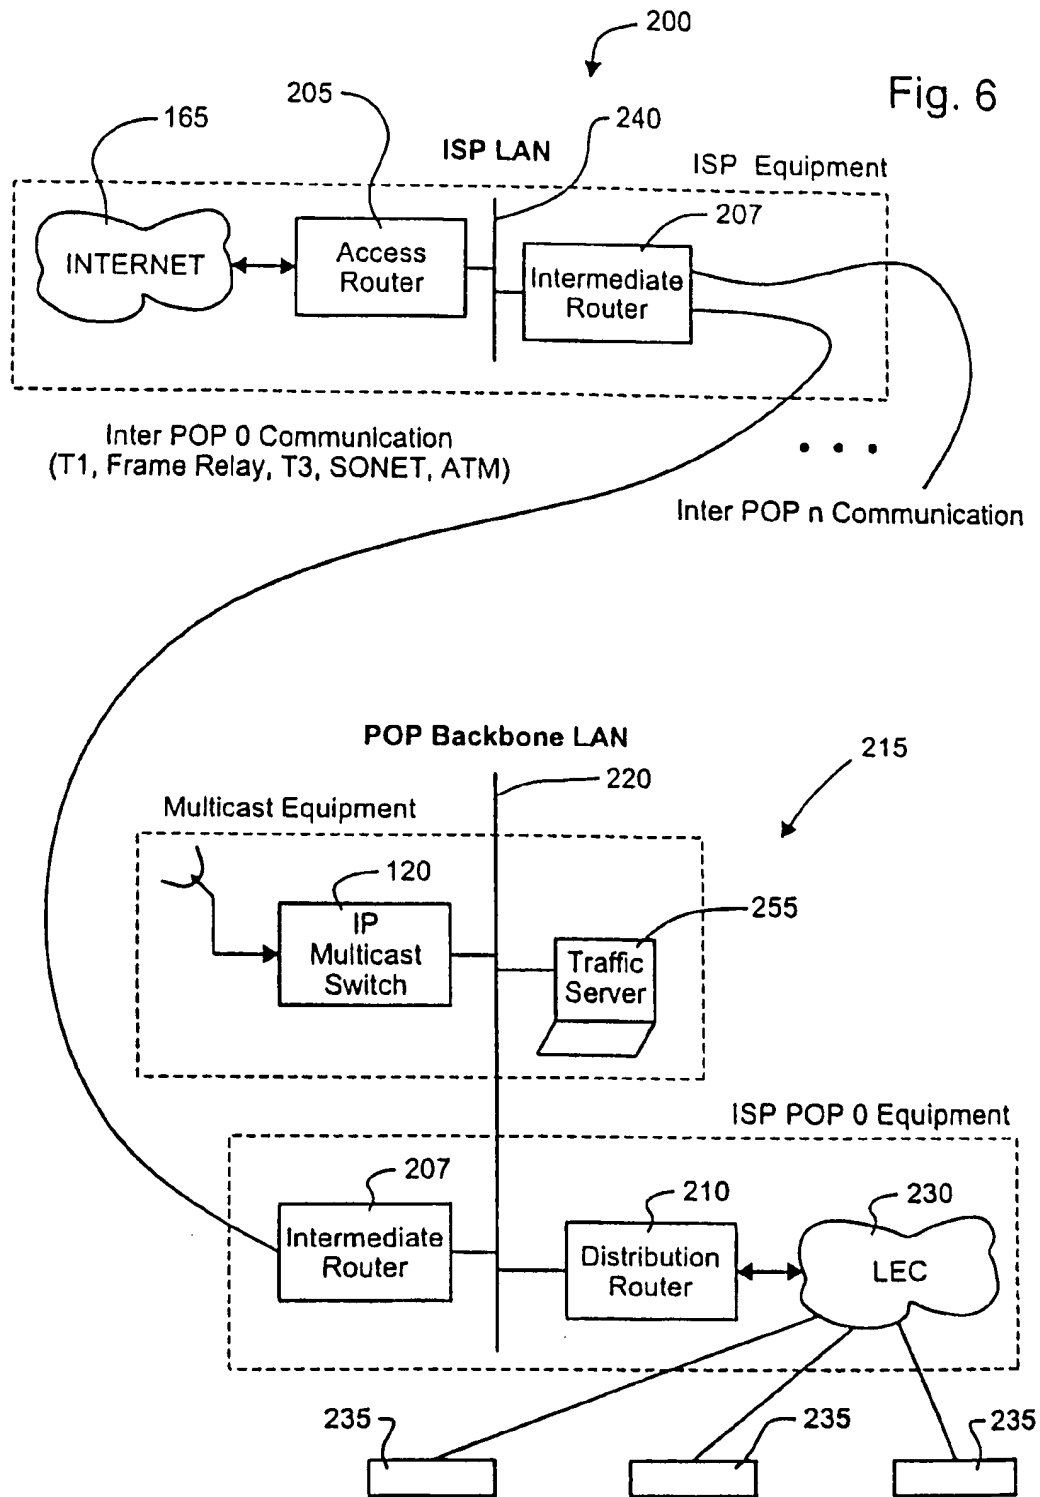 200
Fig. 6
205
165
240
ISP LAN
ISP Equipment
207
INTERNET
Access
Router
Intermediate
Router
Inter POP 0 Communication
(T1, Frame Relay, T3, SONET, ATM)
• • •
Inter POP n Communication
POP Backbone LAN
215
220
Multicast Equipment
120
255
IP
Multicast
Switch
Traffic
Server
ISP POP 0 Equipment
207
210
230
Intermediate
Router
Distribution
Router
LEC
235
235
235